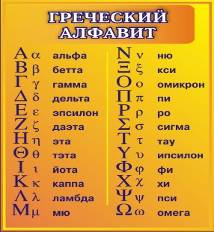 ГРЕЧЕСКИЙ
АЛФАВИТ
Α α альфа
Β β бетта
Γ γ гамма
Δ δ дельта
Ε ε эпсилон
Ζ ζ даэта
Η η эта
Θ θ тэта
Ι ι йота
Κ κ каппа
Λ λ ламбда
Μ μ мю
Ν ν ню
Ξ ξ кси
Ο ο омикрон
Π π пи
Ρ ρ ро
Σ σ сигма
Τ τ тау
Υ υ ипсилон
Φ φ фи
Χ χ хи
Ψ ψ пси
Ω ω омега